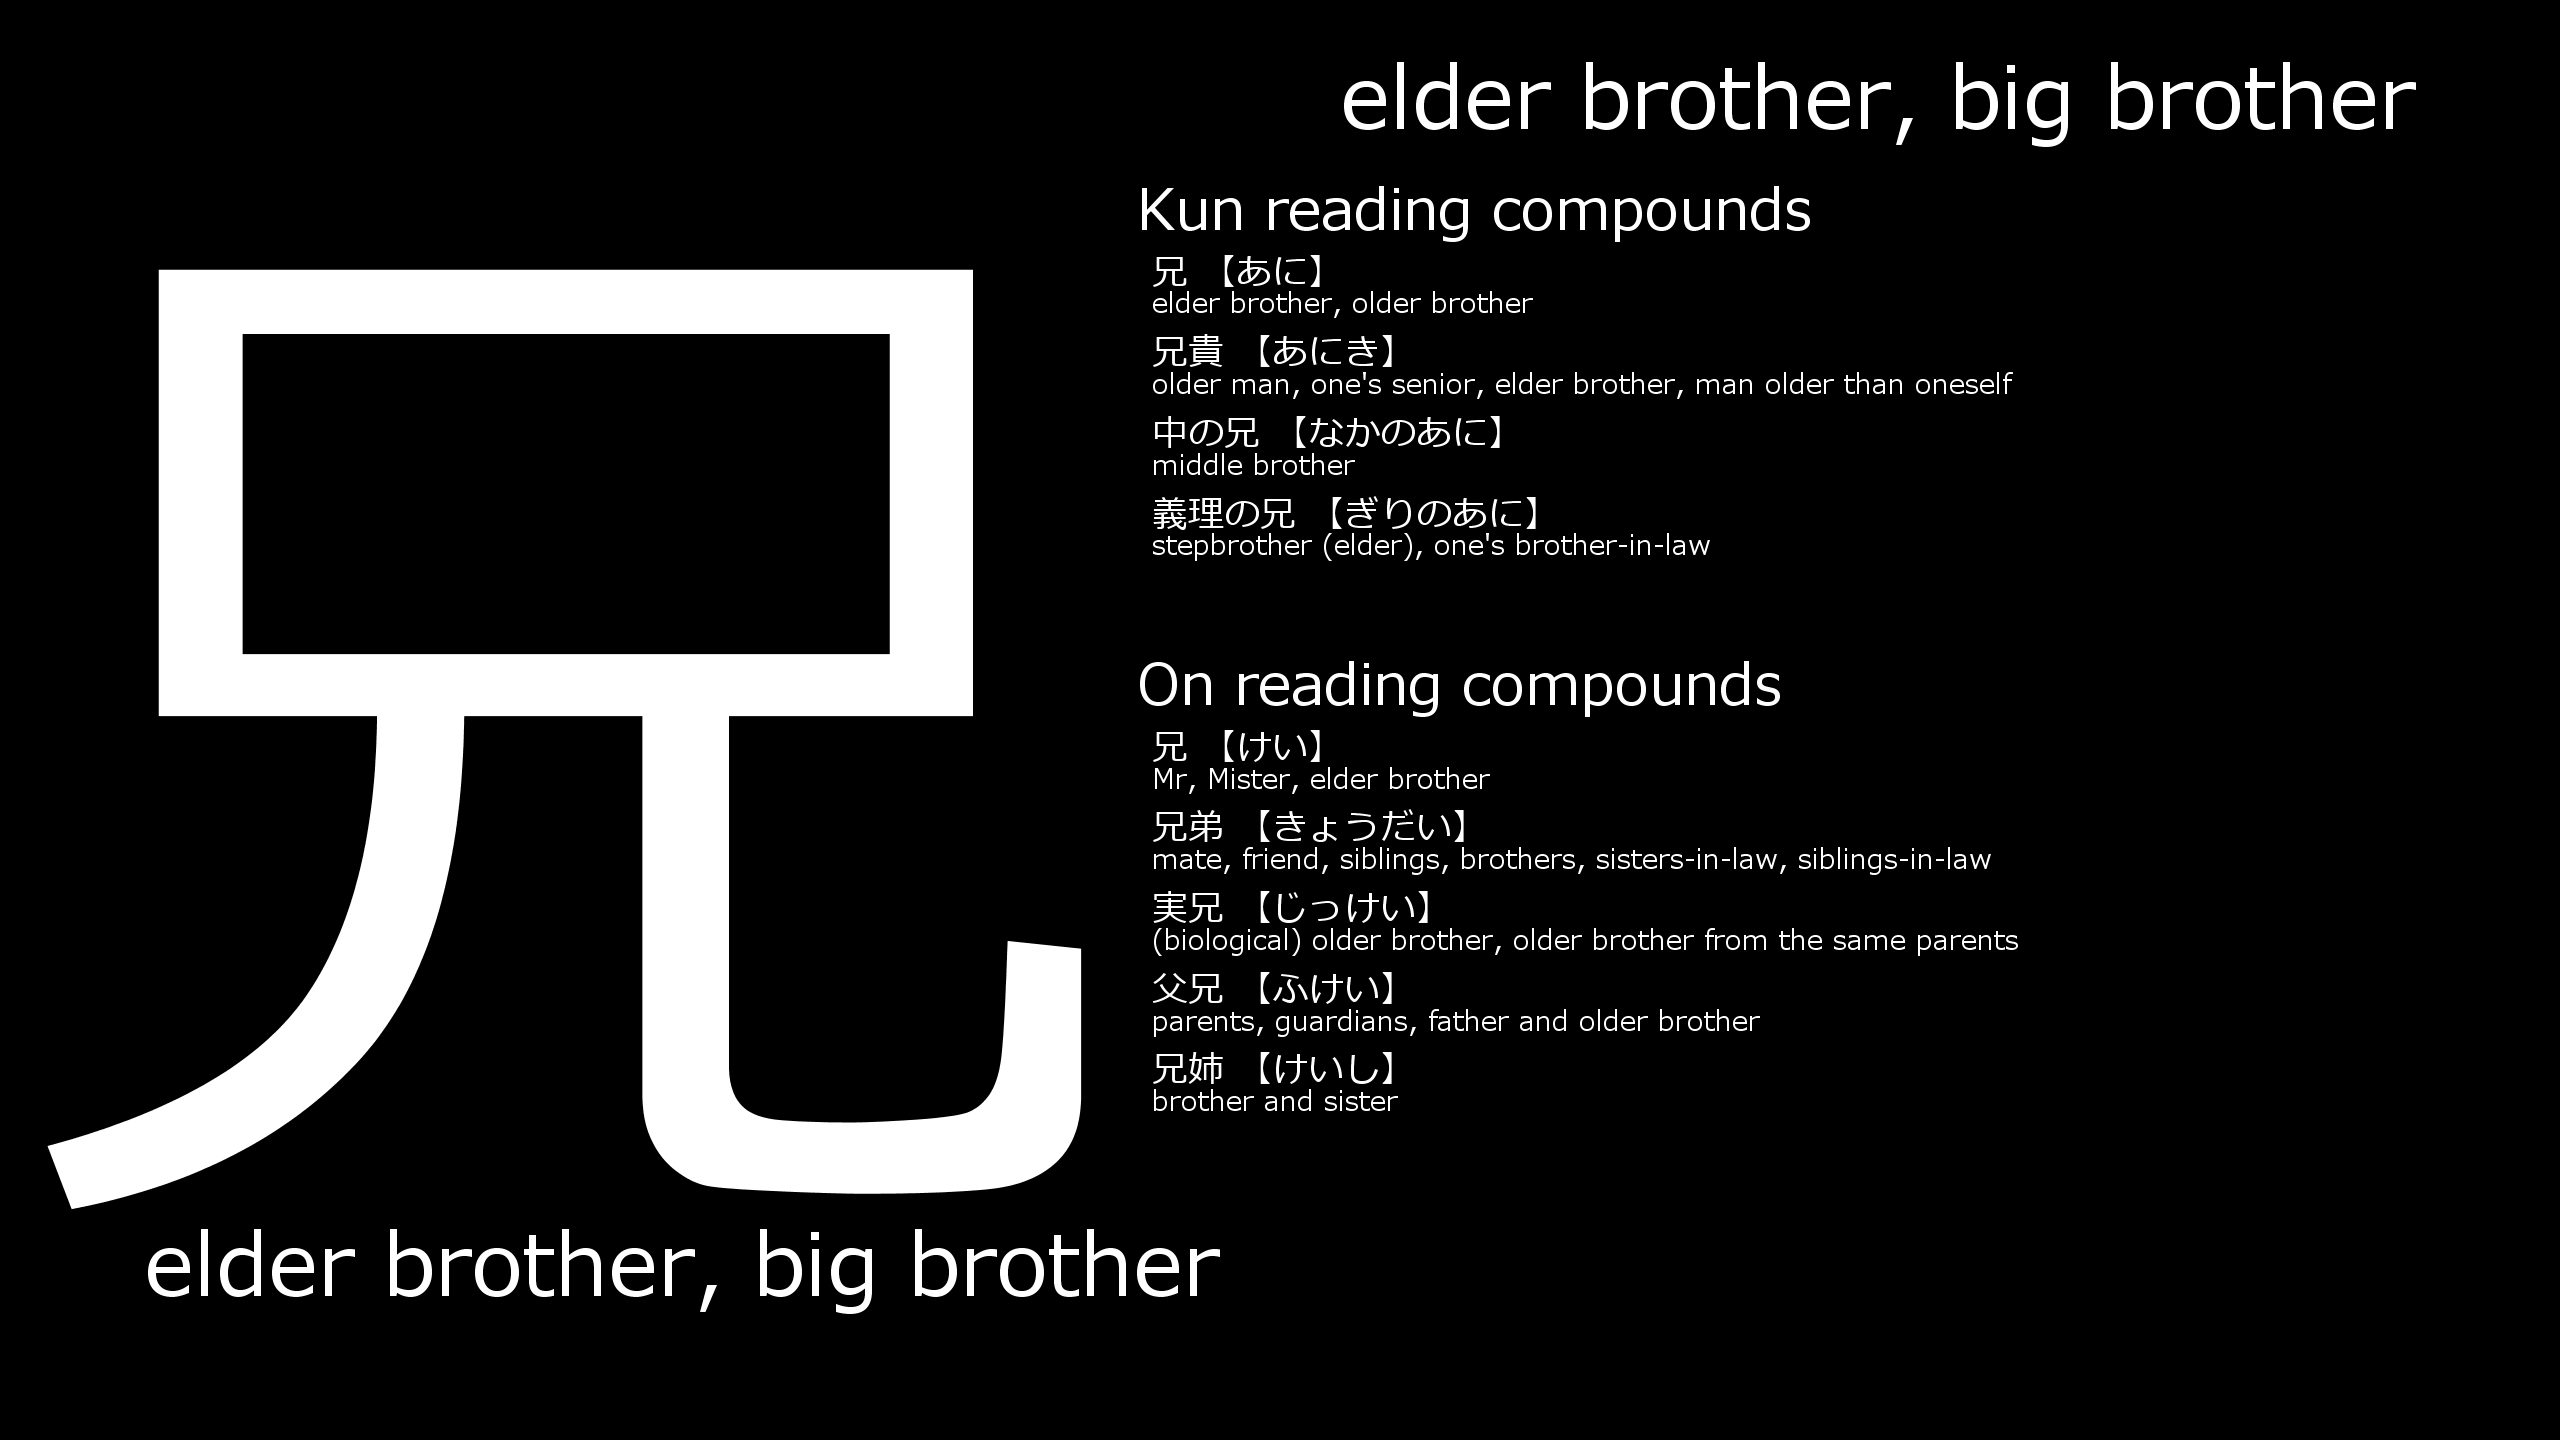 elder brother, big brother
兄
elder brother, big brother
Kun reading compounds
兄 【あに】
elder brother, older brother
兄貴 【あにき】
older man, one's senior, elder brother, man older than oneself
中の兄 【なかのあに】
middle brother
義理の兄 【ぎりのあに】
stepbrother (elder), one's brother-in-law
On reading compounds
兄 【けい】
Mr, Mister, elder brother
兄弟 【きょうだい】
mate, friend, siblings, brothers, sisters-in-law, siblings-in-law
実兄 【じっけい】
(biological) older brother, older brother from the same parents
父兄 【ふけい】
parents, guardians, father and older brother
兄姉 【けいし】
brother and sister